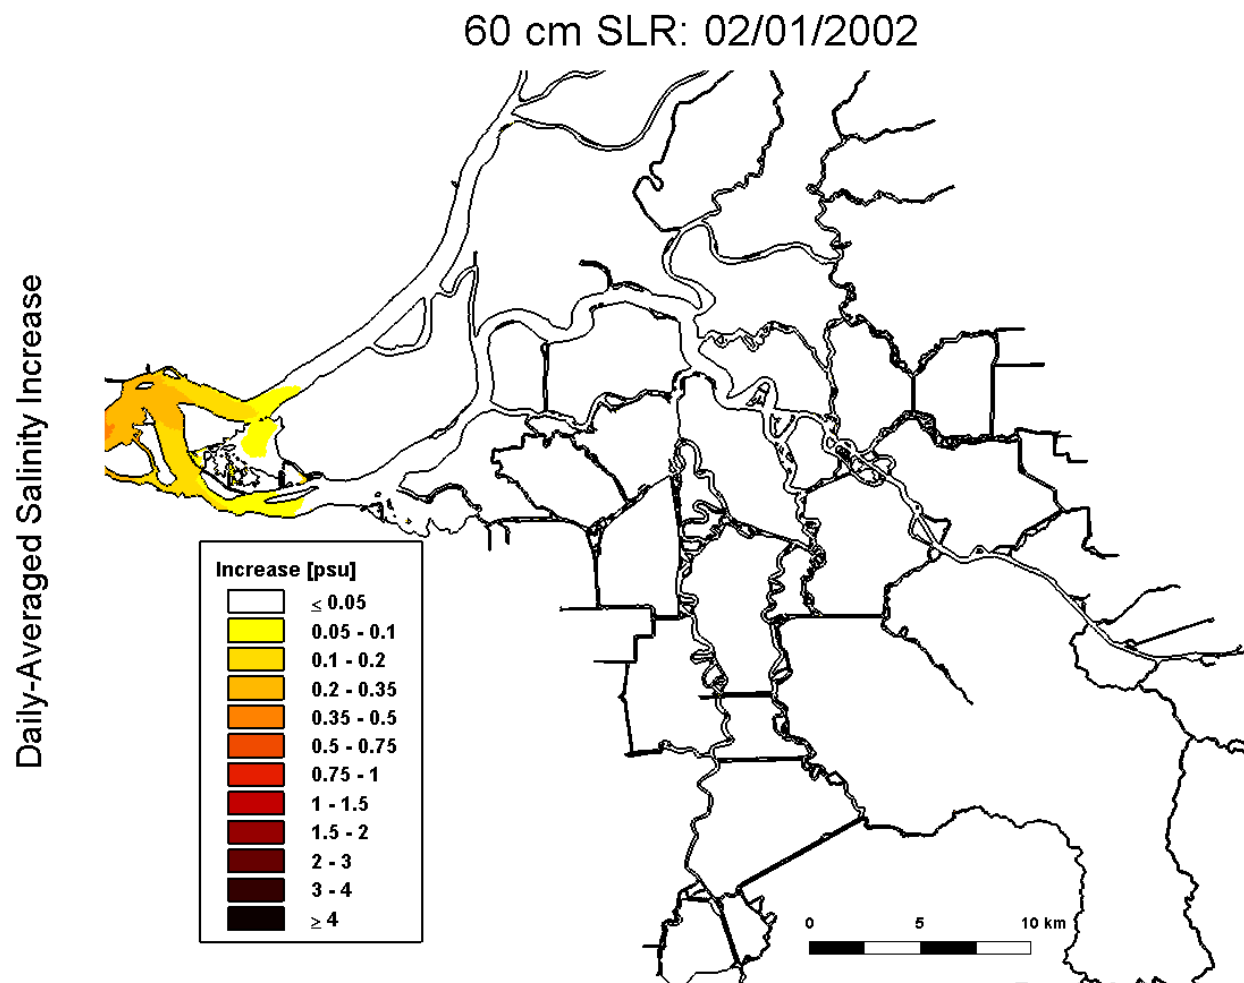 60 cm SLR: 02/01/2002
Daily-Averaged Salinity Increase
Increase [psu]
≤ 0.05
0.05 - 0.1
0.1 - 0.2
0.2 - 0.35
0.35 - 0.5
0.5 - 0.75
0.75 - 1
1 - 1.5
1.5 - 2
2 - 3
3 - 4
≥ 4
0 5 10 km